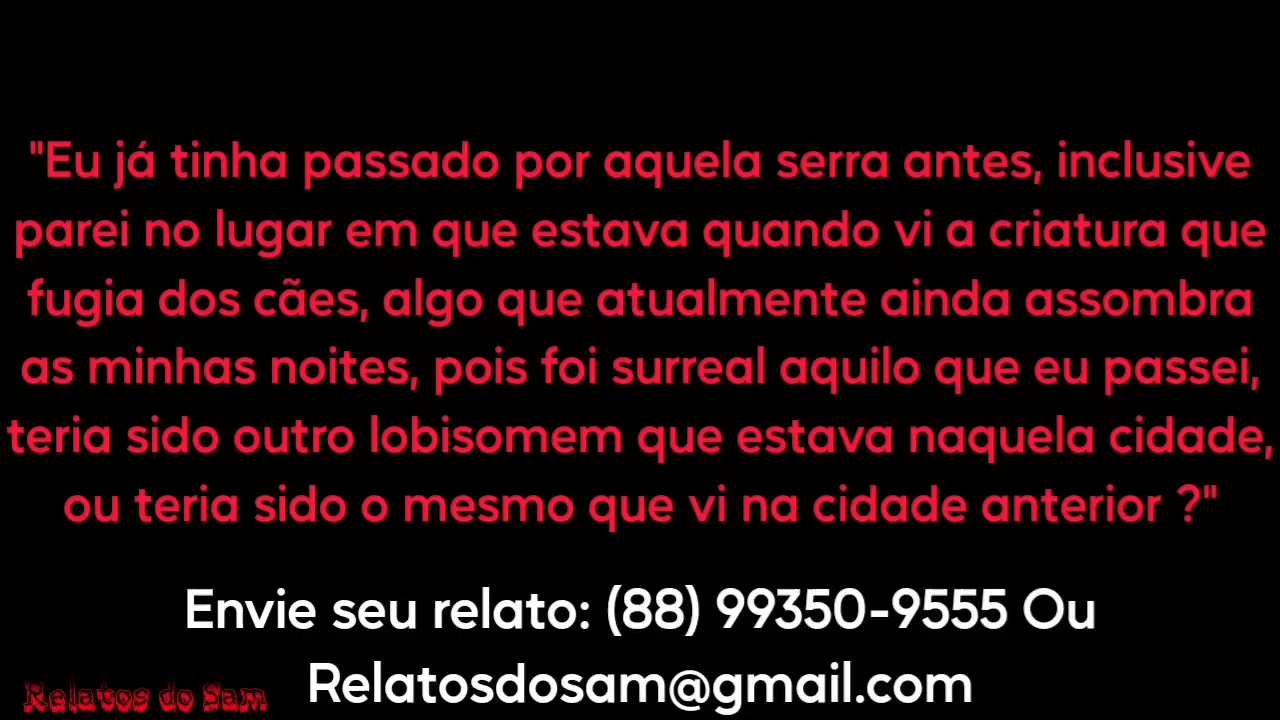 "Eu já tinha passado por aquela serra antes, inclusive
parei no lugar em que estava quando vi a criatura que
fugia dos cães, algo que atualmente ainda assombra
as minhas noites, pois foi surreal aquilo que eu passei,
teria sido outro lobisomem que estava naquela cidade,
ou teria sido o mesmo que vi na cidade anterior ?"
Envie seu relato: (88) 99350-9555 Ou
Relatosdosam@gmail.com
Relatos do Sam